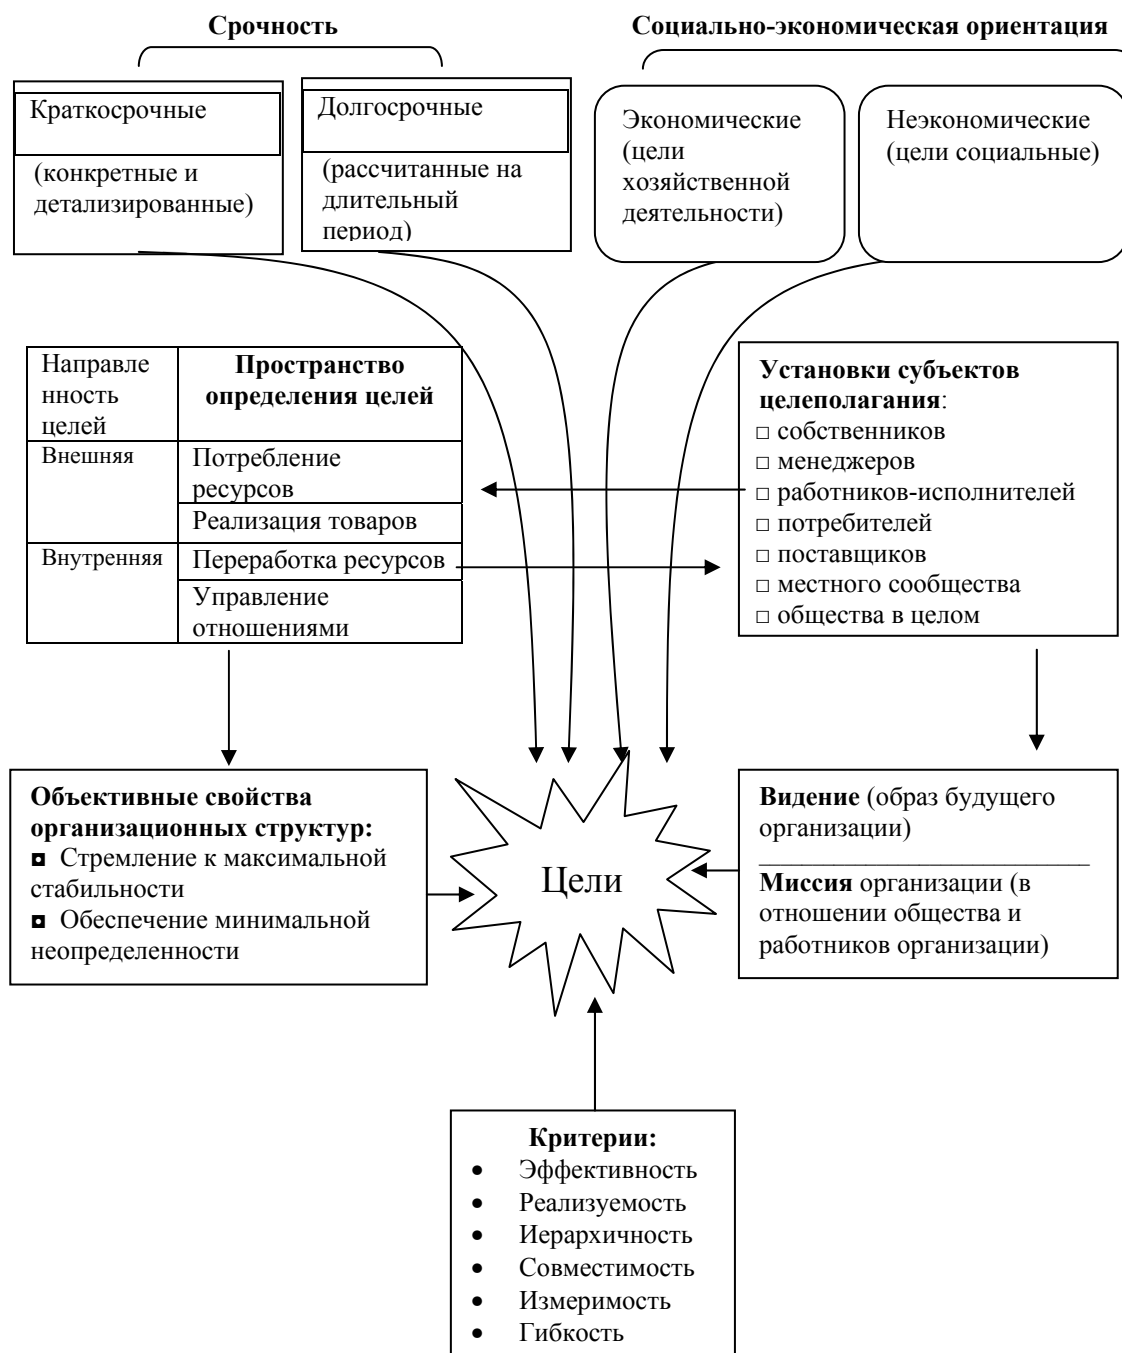 Срочность
Социально-экономическая ориентация
Краткосрочные
(конкретные и
детализированные)
Долгосрочные
(рассчитанные на
длительный
период)
Экономические
(цели
хозяйственной
деятельности)
Неэкономические
(цели социальные)
Направле
нность
целей
Пространство
определения целей
Внешняя
Потребление
ресурсов
Реализация товаров
Внутренняя
Переработка ресурсов
Управление
отношениями
Установки субъектов
целеполагания:
□ собственников
□ менеджеров
□ работников-исполнителей
□ потребителей
□ поставщиков
□ местного сообщества
□ общества в целом
Объективные свойства
организационных структур:
◘ Стремление к максимальной
стабильности
◘ Обеспечение минимальной
неопределенности
Цели
Видение (образ будущего
организации)
Миссия организации (в
отношении общества и
работников организации)
Критерии:
• Эффективность
• Реализуемость
• Иерархичность
• Совместимость
• Измеримость
• Гибкость